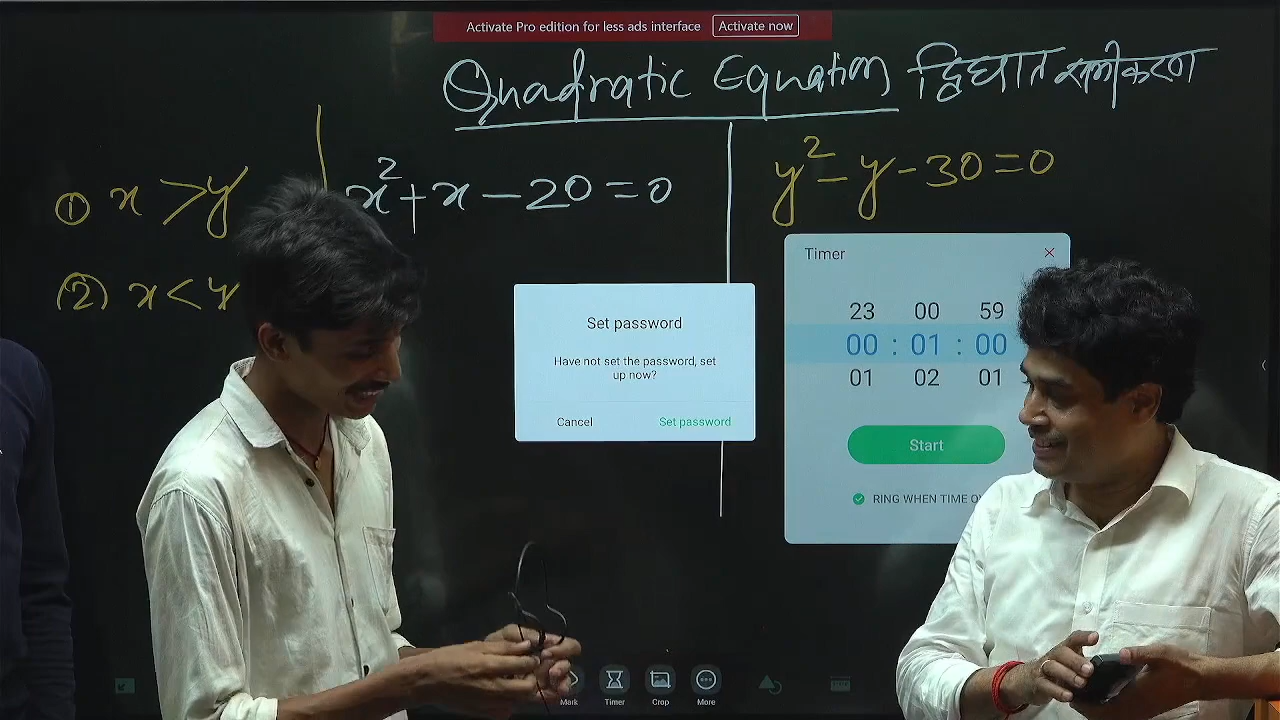 Activate Pro edition for less ads interface Activate now
Quadratic Equation द्विघात समीकरण
① x > y
x² + x - 20 = 0
y² - y - 30 = 0
(2) x < y
Set password
Have not set the password, set
up now?
Cancel Set password
Timer
23 00 59
00 : 01 : 00
01 02 01
Start
RING WHEN TIME
Mark Timer Crop More